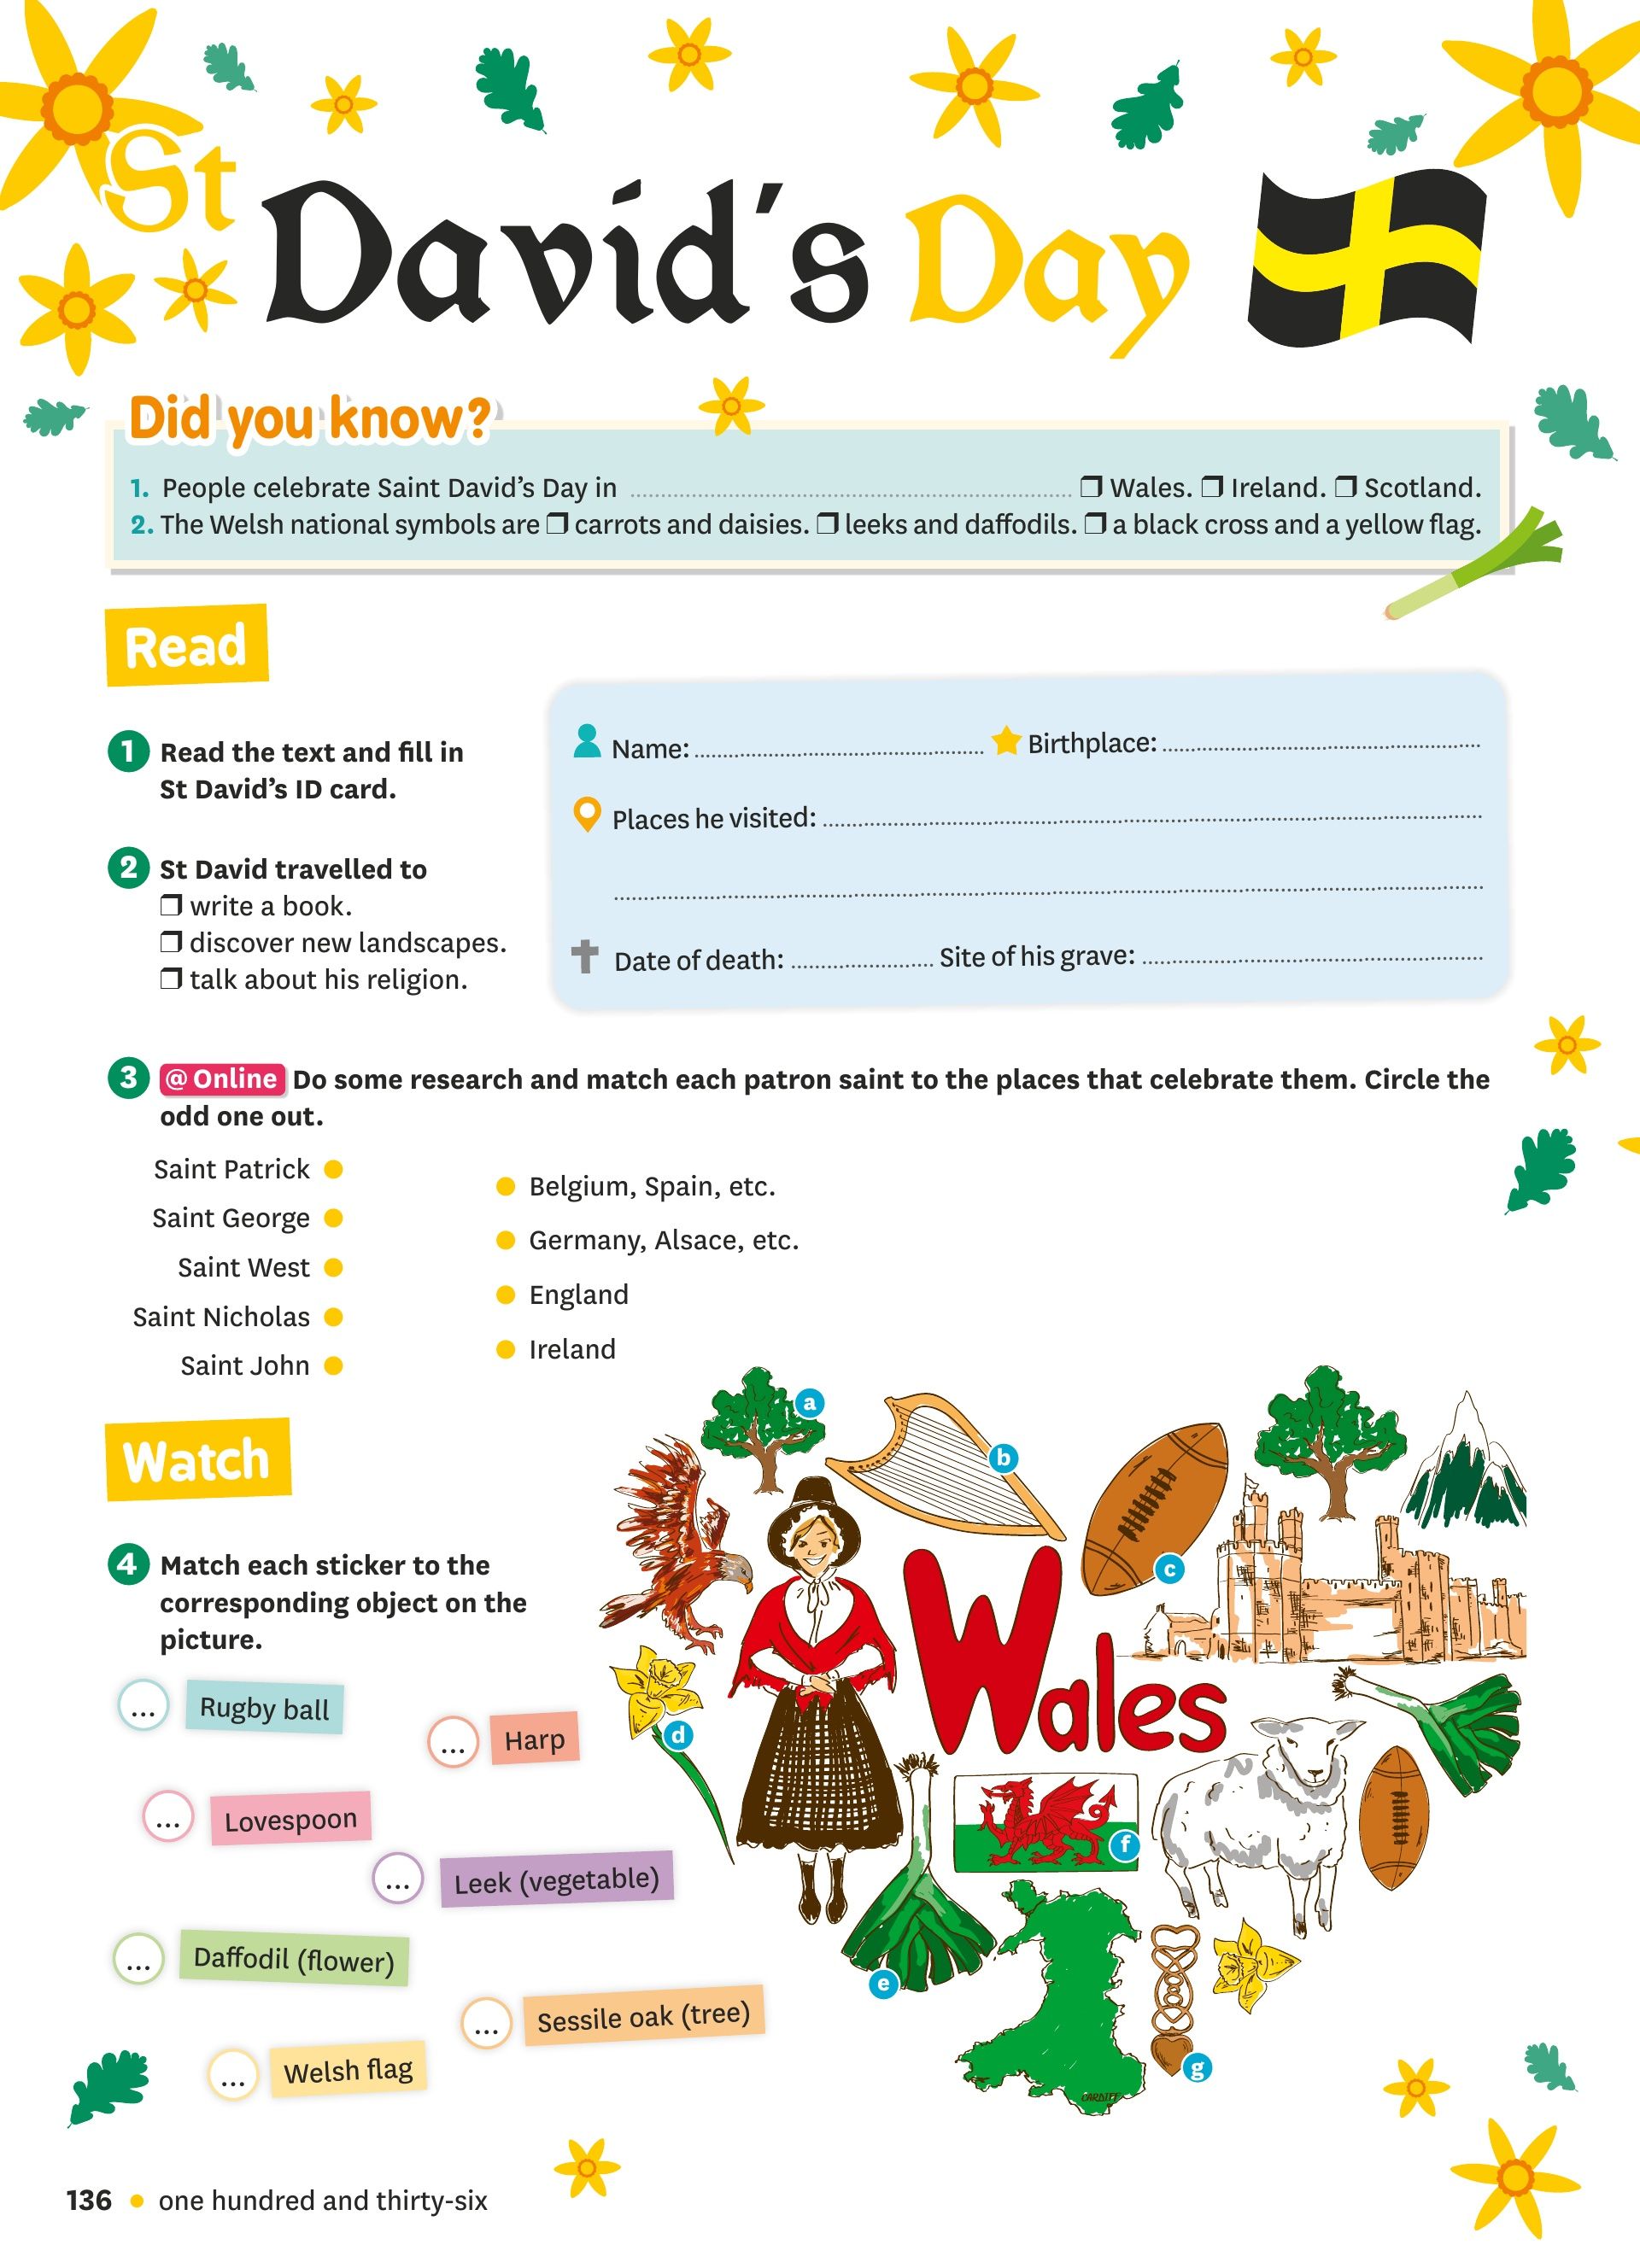 St David's Day
Did you know?
1. People celebrate Saint David's Day in ........ ❒ Wales. ❒ Ireland. ❒ Scotland.
2. The Welsh national symbols are ❒ carrots and daisies. ❒ leeks and daffodils. ❒ a black cross and a yellow flag.
Read
1 Read the text and fill in
St David's ID card.
2 St David travelled to
❒ write a book.
❒ discover new landscapes.
❒ talk about his religion.
Name: ........ Birthplace: ........
Places he visited: ........
........
Date of death: ........ Site of his grave: ........
3 @Online Do some research and match each patron saint to the places that celebrate them. Circle the
odd one out.
Saint Patrick
Saint George
Saint West
Saint Nicholas
Saint John
Belgium, Spain, etc.
Germany, Alsace, etc.
England
Ireland
Watch
4 Match each sticker to the
corresponding object on the
picture.
... Rugby ball
... Harp
... Lovespoon
... Leek (vegetable)
... Daffodil (flower)
... Sessile oak (tree)
... Welsh flag
a
b
c
Wales
d
f
e
g
CARDIFF
136 • one hundred and thirty-six